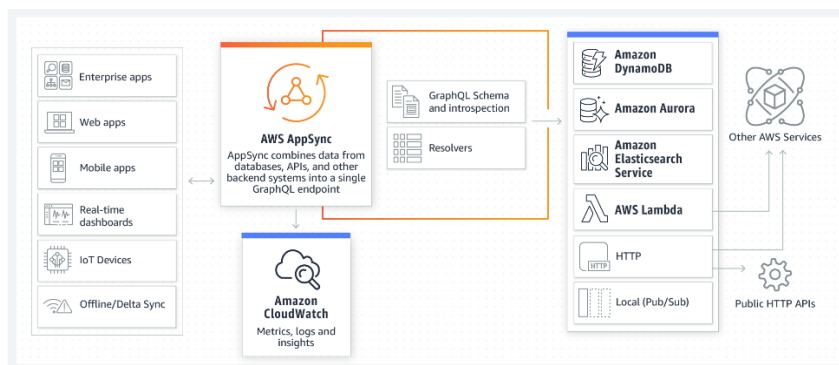 Enterprise apps
Web apps
Mobile apps
Real-time
dashboards
IoT Devices
Offline/Delta Sync
AWS AppSync
AppSync combines data from
databases, APIs, and other
backend systems into a single
GraphQL endpoint
Amazon
CloudWatch
Metrics, logs and
insights
GraphQL Schema
and introspection
Resolvers
Amazon
DynamoDB
Amazon Aurora
Amazon
Elasticsearch
Service
AWS Lambda
HTTP
HTTP
Local (Pub/Sub)
Other AWS Services
Public HTTP APIs